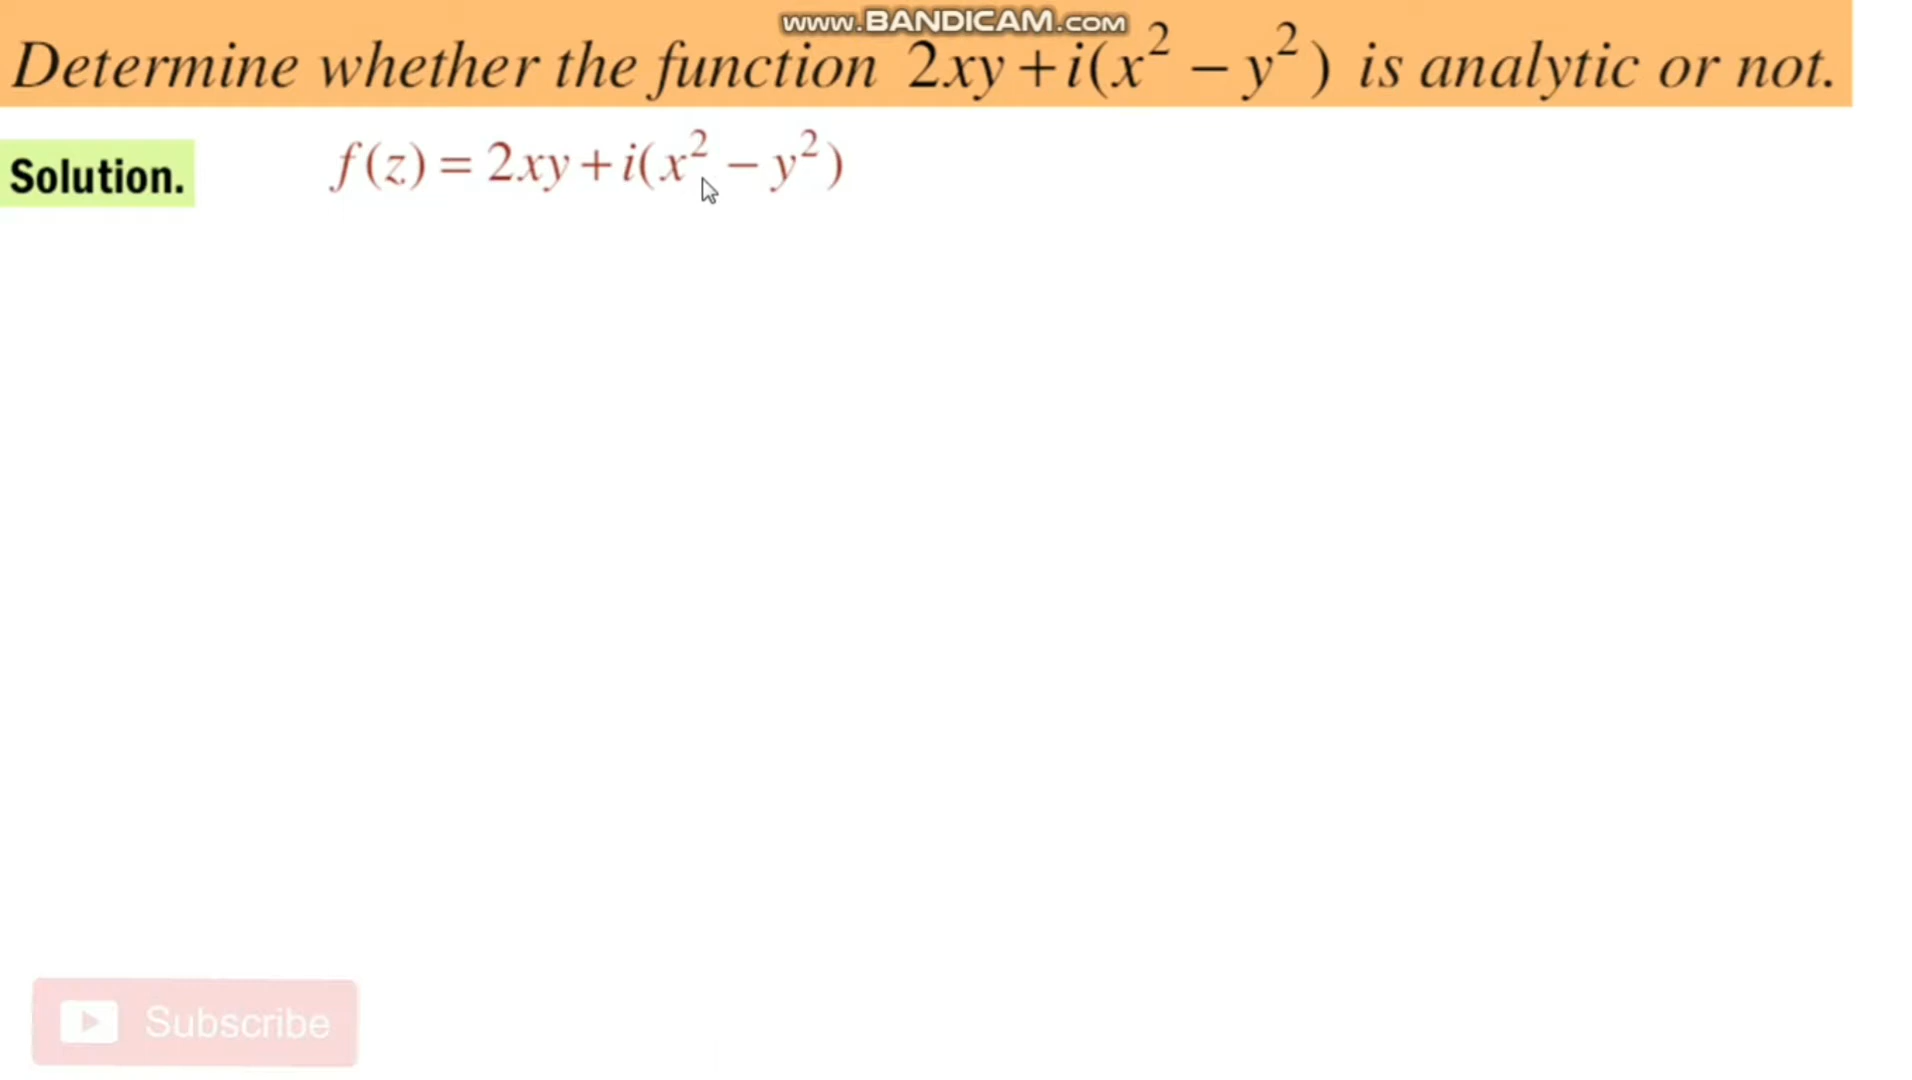 www.BANDICAM.com
Determine whether the function 2xy + i(x² − y²) is analytic or not.
Solution. f(z) = 2xy + i(x² − y²)
Subscribe